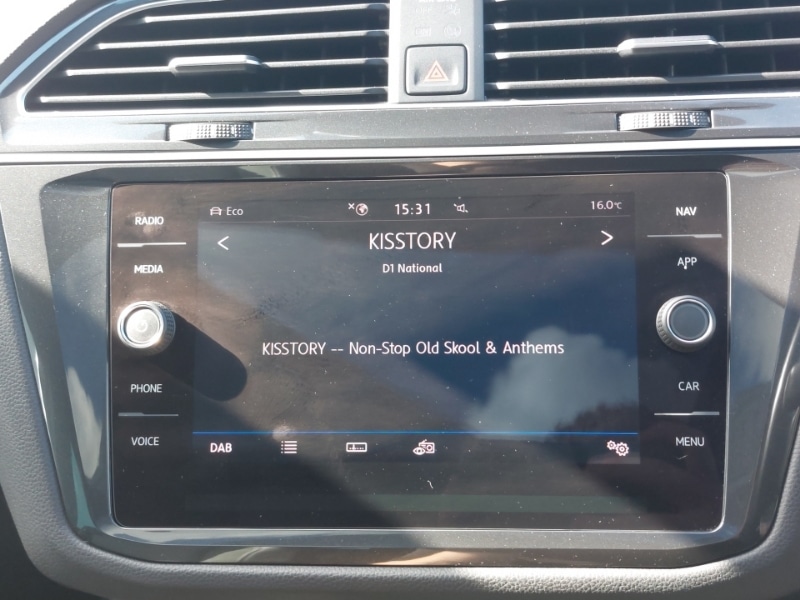 RADIO
MEDIA
PHONE
VOICE
Eco
15:31
16.0°C
KISSTORY
D1 National
KISSTORY -- Non-Stop Old Skool & Anthems
DAB
NAV
APP
CAR
MENU